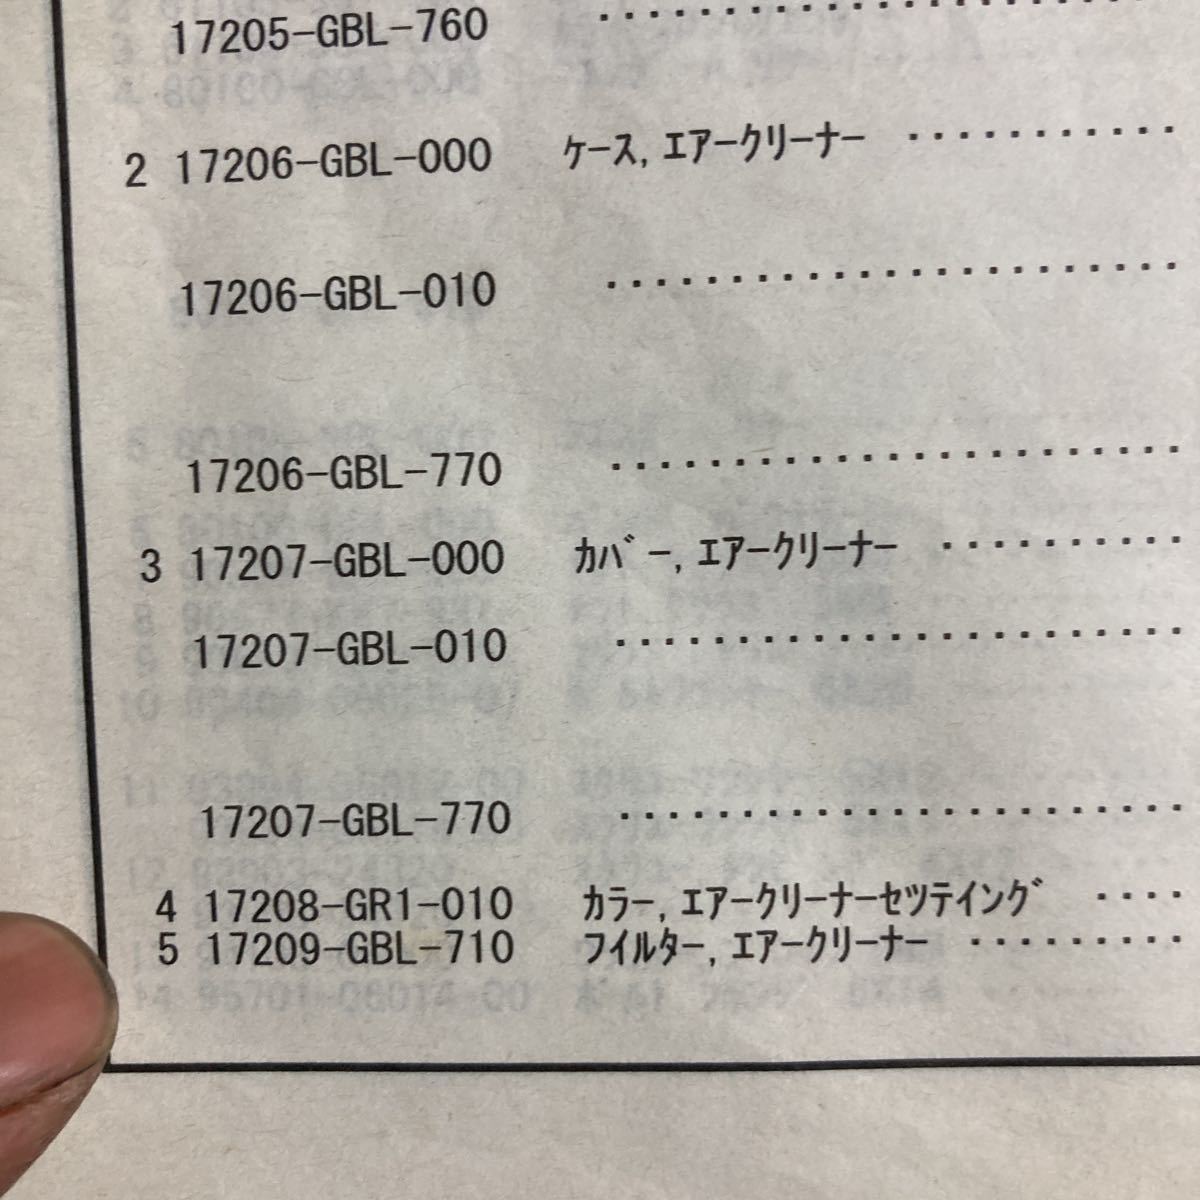 17205-GBL-760
2 17206-GBL-000 ケース, エアークリーナー
17206-GBL-010
17206-GBL-770
3 17207-GBL-000 カバー, エアークリーナー
17207-GBL-010
17207-GBL-770
4 17208-GR1-010 カラー, エアークリーナーセツテイング
5 17209-GBL-710 フイルター, エアークリーナー